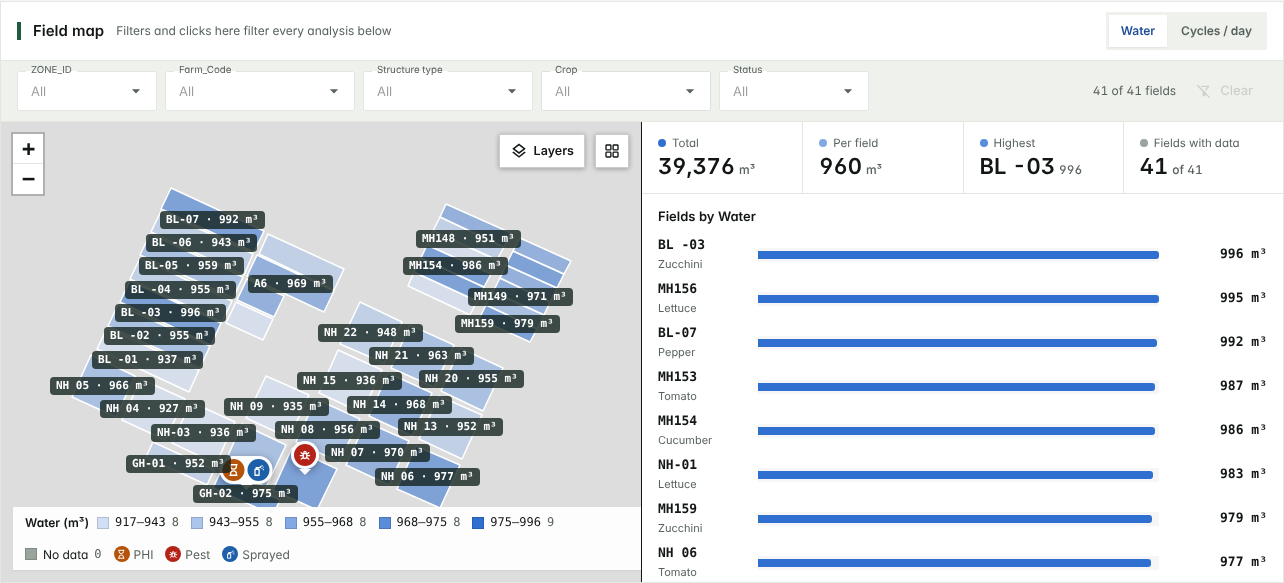 Field map Filters and clicks here filter every analysis below
Water Cycles / day
ZONE_ID Farm_Code Structure type Crop Status
All All All All All
41 of 41 fields Clear
+
−
Layers
BL-07 · 992 m³
BL -06 · 943 m³
BL-05 · 959 m³
BL -04 · 955 m³
BL -03 · 996 m³
BL -02 · 955 m³
BL -01 · 937 m³
A6 · 969 m³
MH148 · 951 m³
MH154 · 986 m³
MH149 · 971 m³
MH159 · 979 m³
NH 22 · 948 m³
NH 21 · 963 m³
NH 20 · 955 m³
NH 15 · 936 m³
NH 14 · 968 m³
NH 13 · 952 m³
NH 05 · 966 m³
NH 04 · 927 m³
NH-03 · 936 m³
NH 09 · 935 m³
NH 08 · 956 m³
NH 07 · 970 m³
NH 06 · 977 m³
GH-01 · 952 m³
GH-02 · 975 m³
Water (m³) 917–943 8 943–955 8 955–968 8 968–975 8 975–996 9
No data 0 PHI Pest Sprayed
Total Per field Highest Fields with data
39,376 m³ 960 m³ BL -03 996 41 of 41
Fields by Water
BL -03
Zucchini 996 m³
MH156
Lettuce 995 m³
BL-07
Pepper 992 m³
MH153
Tomato 987 m³
MH154
Cucumber 986 m³
NH-01
Lettuce 983 m³
MH159
Zucchini 979 m³
NH 06
Tomato 977 m³